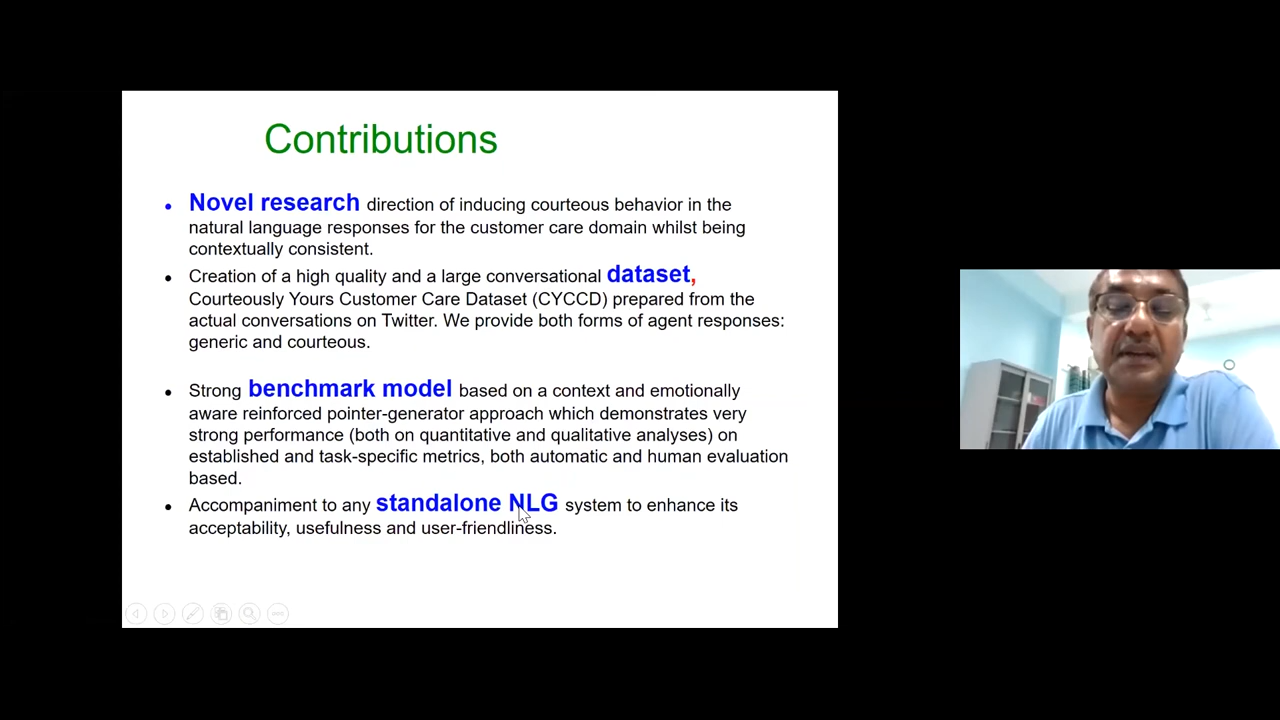 Contributions
• Novel research direction of inducing courteous behavior in the
natural language responses for the customer care domain whilst being
contextually consistent.
• Creation of a high quality and a large conversational dataset,
Courteously Yours Customer Care Dataset (CYCCD) prepared from the
actual conversations on Twitter. We provide both forms of agent responses:
generic and courteous.
• Strong benchmark model based on a context and emotionally
aware reinforced pointer-generator approach which demonstrates very
strong performance (both on quantitative and qualitative analyses) on
established and task-specific metrics, both automatic and human evaluation
based.
• Accompaniment to any standalone NLG system to enhance its
acceptability, usefulness and user-friendliness.